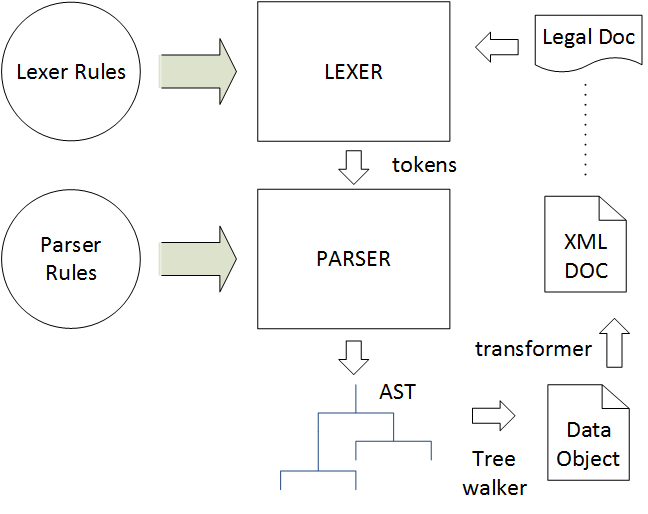 Lexer Rules
LEXER
Legal Doc
tokens
Parser
Rules
PARSER
XML
DOC
transformer
AST
Data
Object
Tree
walker